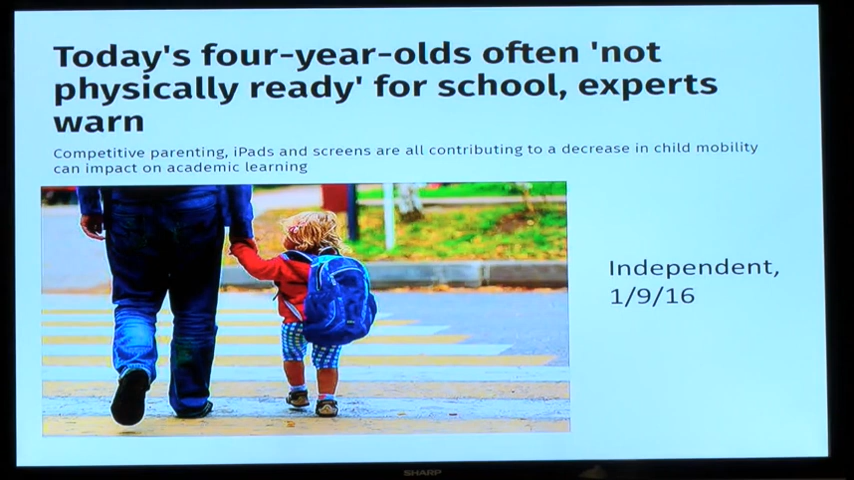 Today's four-year-olds often 'not
physically ready' for school, experts
warn
Competitive parenting, iPads and screens are all contributing to a decrease in child mobility
can impact on academic learning
Independent,
1/9/16
SHARP